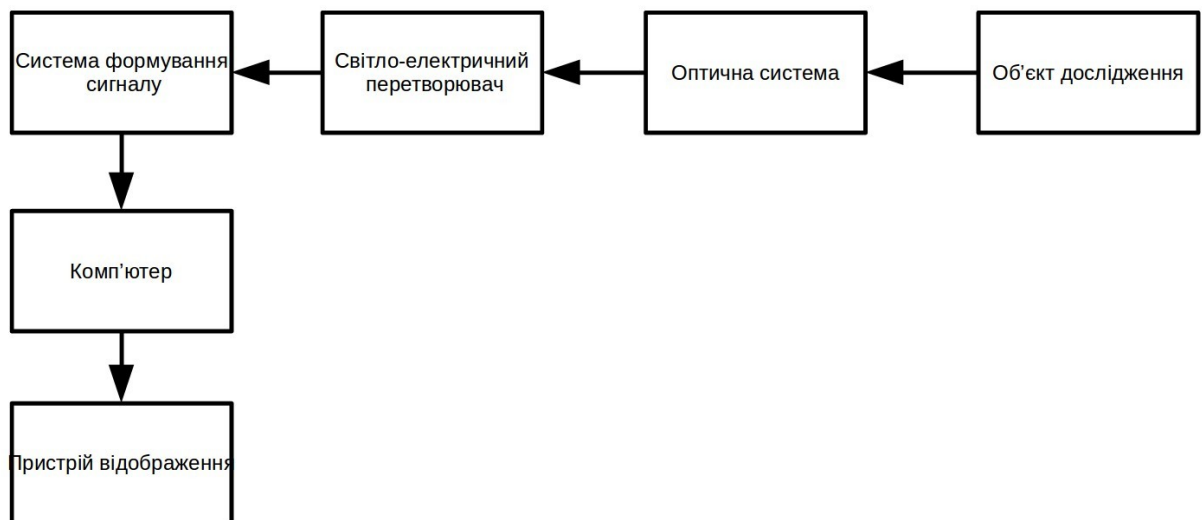 Система формування
сигналу
Світло-електричний
перетворювач
Оптична система
Об’єкт дослідження
Комп’ютер
Пристрій відображення